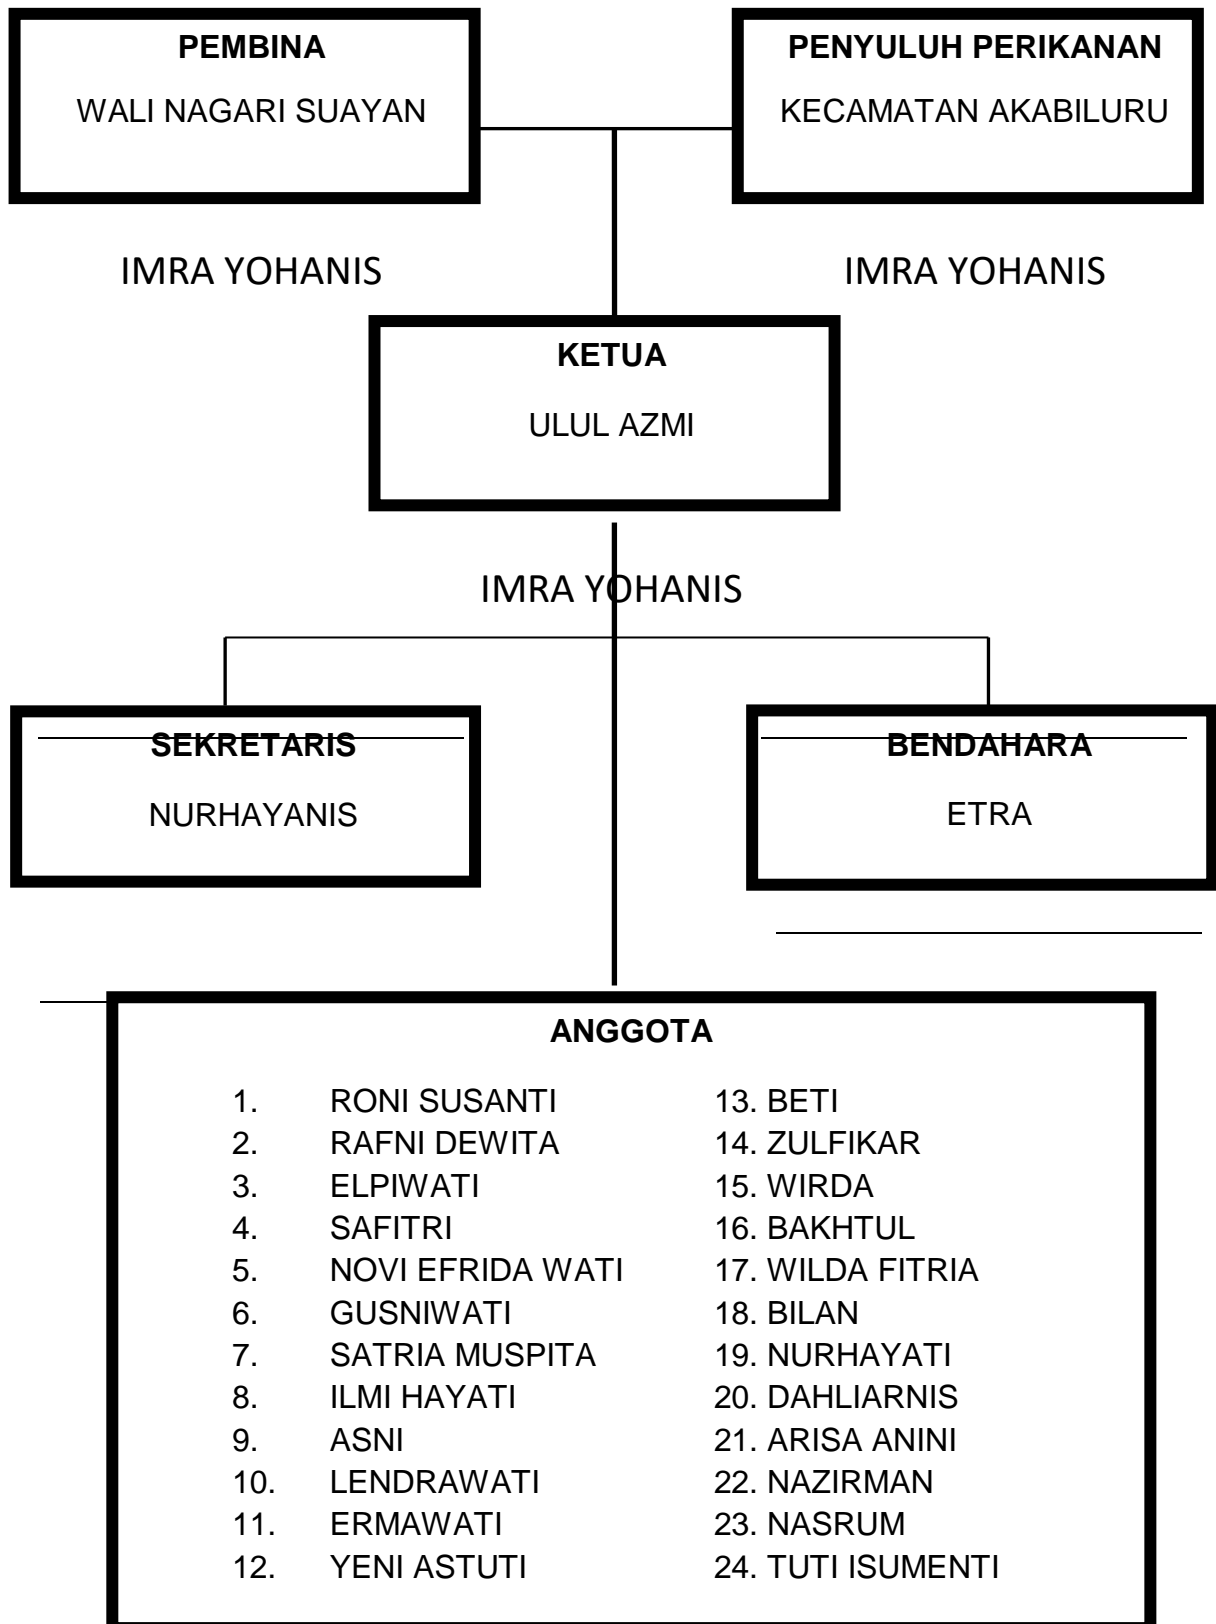 PEMBINA
WALI NAGARI SUAYAN
PENYULUH PERIKANAN
KECAMATAN AKABILURU
IMRA YOHANIS
IMRA YOHANIS
KETUA
ULUL AZMI
IMRA YOHANIS
SEKRETARIS
NURHAYANIS
BENDAHARA
ETRA
ANGGOTA
1. RONI SUSANTI
2. RAFNI DEWITA
3. ELPIWATI
4. SAFITRI
5. NOVI EFRIDA WATI
6. GUSNIWATI
7. SATRIA MUSPITA
8. ILMI HAYATI
9. ASNI
10. LENDRAWATI
11. ERMAWATI
12. YENI ASTUTI
13. BETI
14. ZULFIKAR
15. WIRDA
16. BAKHTUL
17. WILDA FITRIA
18. BILAN
19. NURHAYATI
20. DAHLIARNIS
21. ARISA ANINI
22. NAZIRMAN
23. NASRUM
24. TUTI ISUMENTI